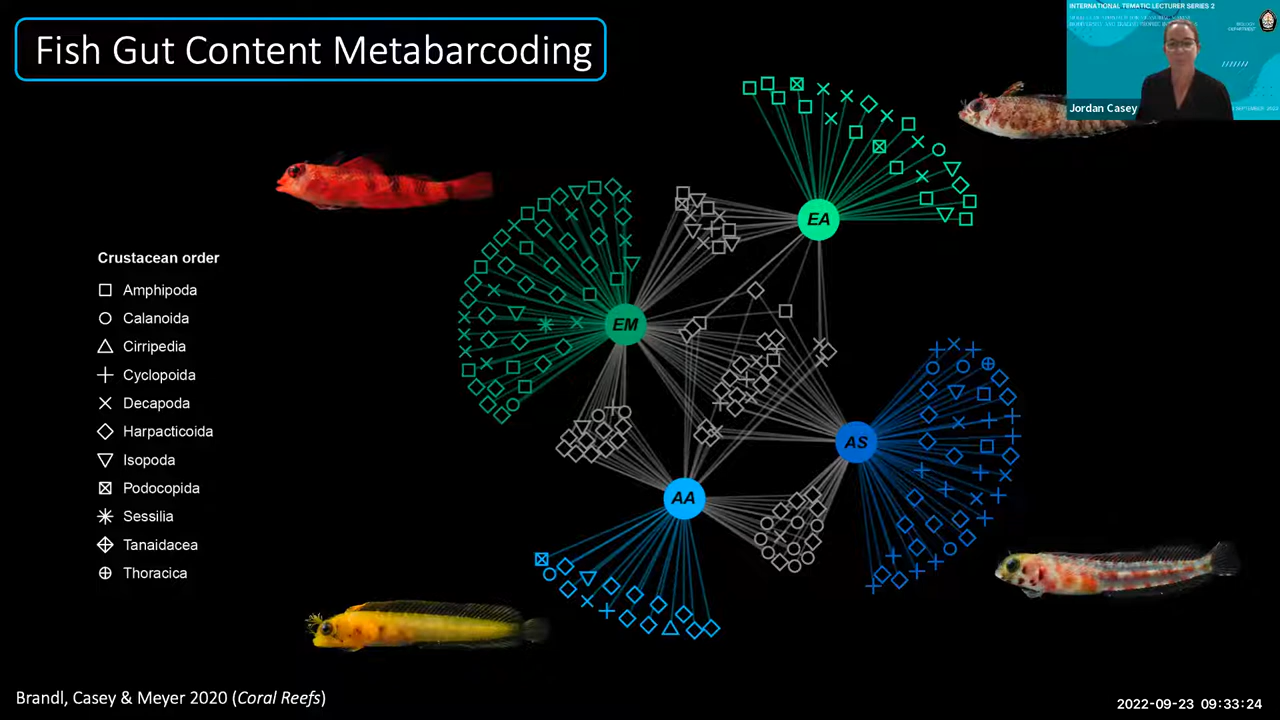 Fish Gut Content Metabarcoding
INTERNATIONAL TEMATIC LECTURER SERIES 2
BIOLOGY
DEPARTMENT
Jordan Casey
EA
EM
AS
AA
Crustacean order
Amphipoda
Calanoida
Cirripedia
Cyclopoida
Decapoda
Harpacticoida
Isopoda
Podocopida
Sessilia
Tanaidacea
Thoracica
Brandl, Casey & Meyer 2020 (Coral Reefs)
2022-09-23 09:33:24